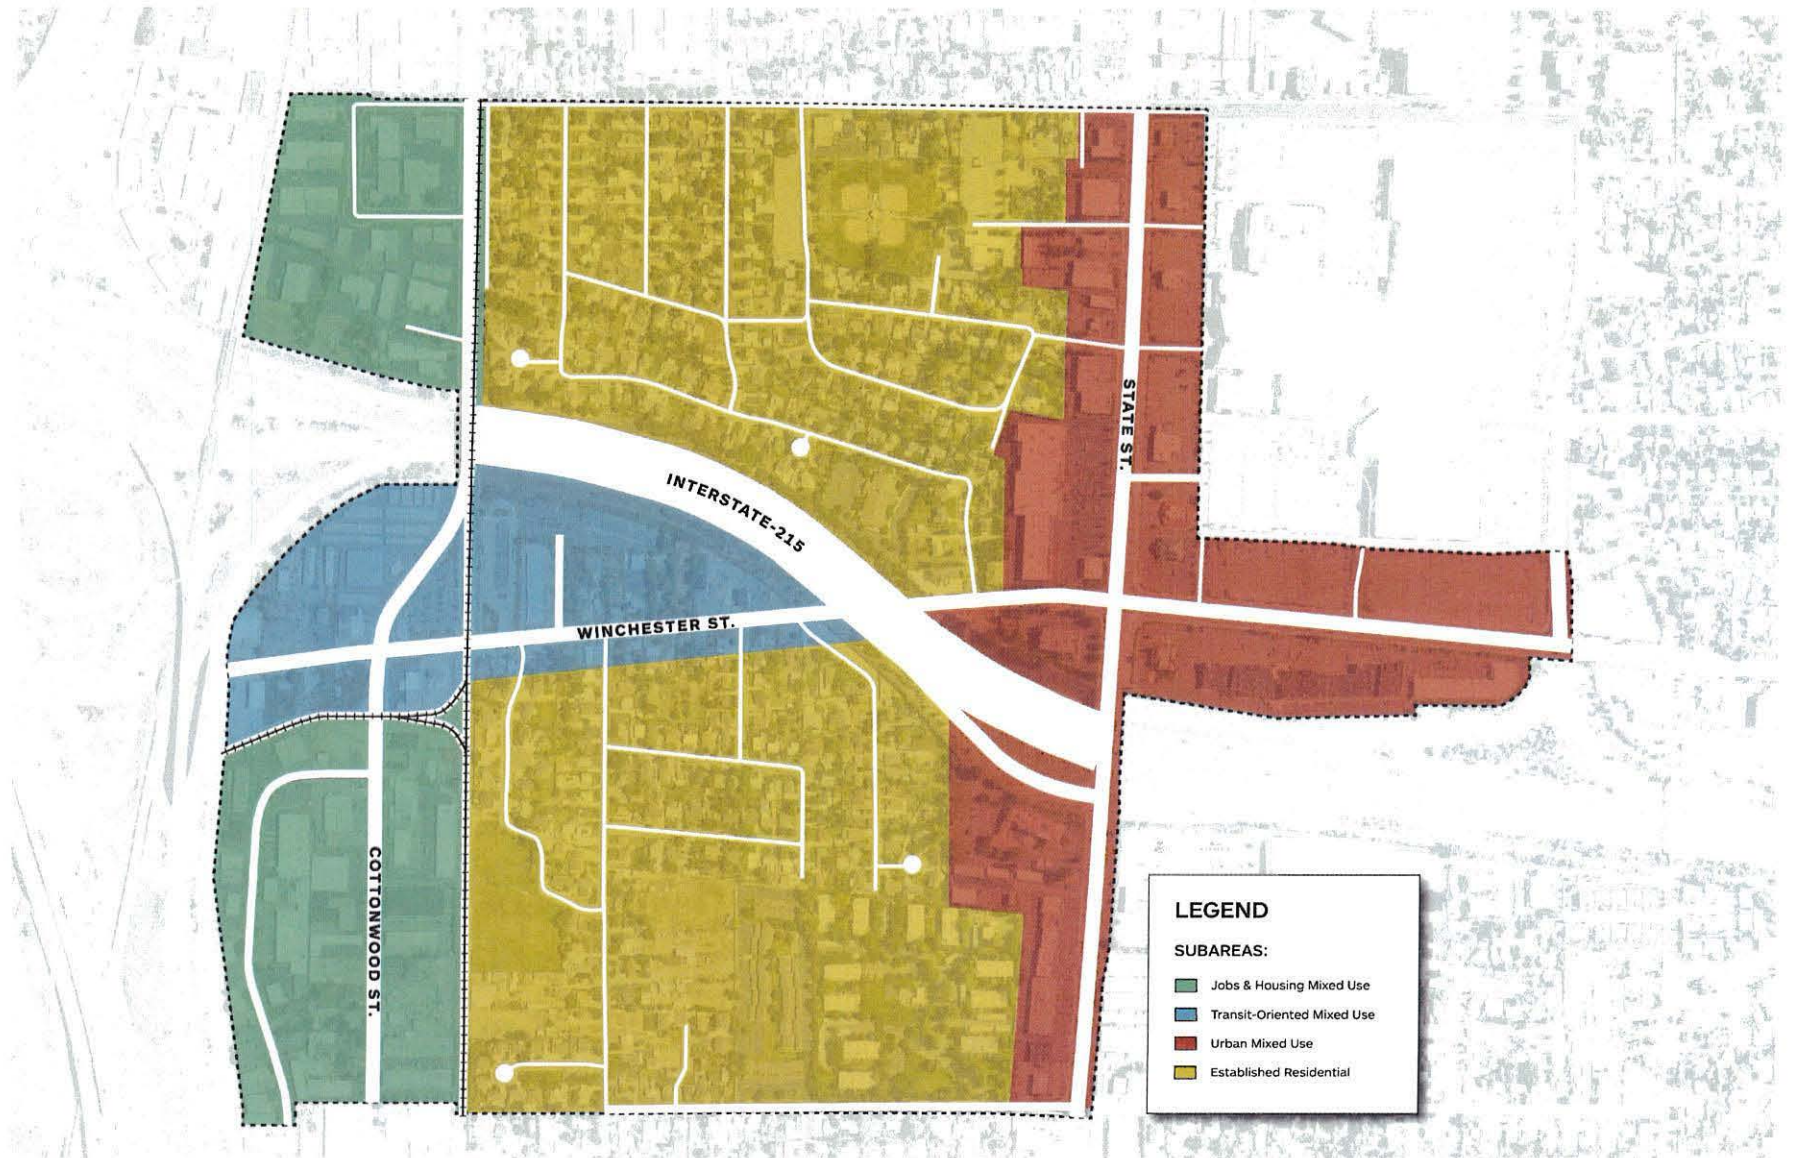 STATE ST.
INTERSTATE-215
WINCHESTER ST.
COTTONWOOD ST.
LEGEND
SUBAREAS:
Jobs & Housing Mixed Use
Transit-Oriented Mixed Use
Urban Mixed Use
Established Residential